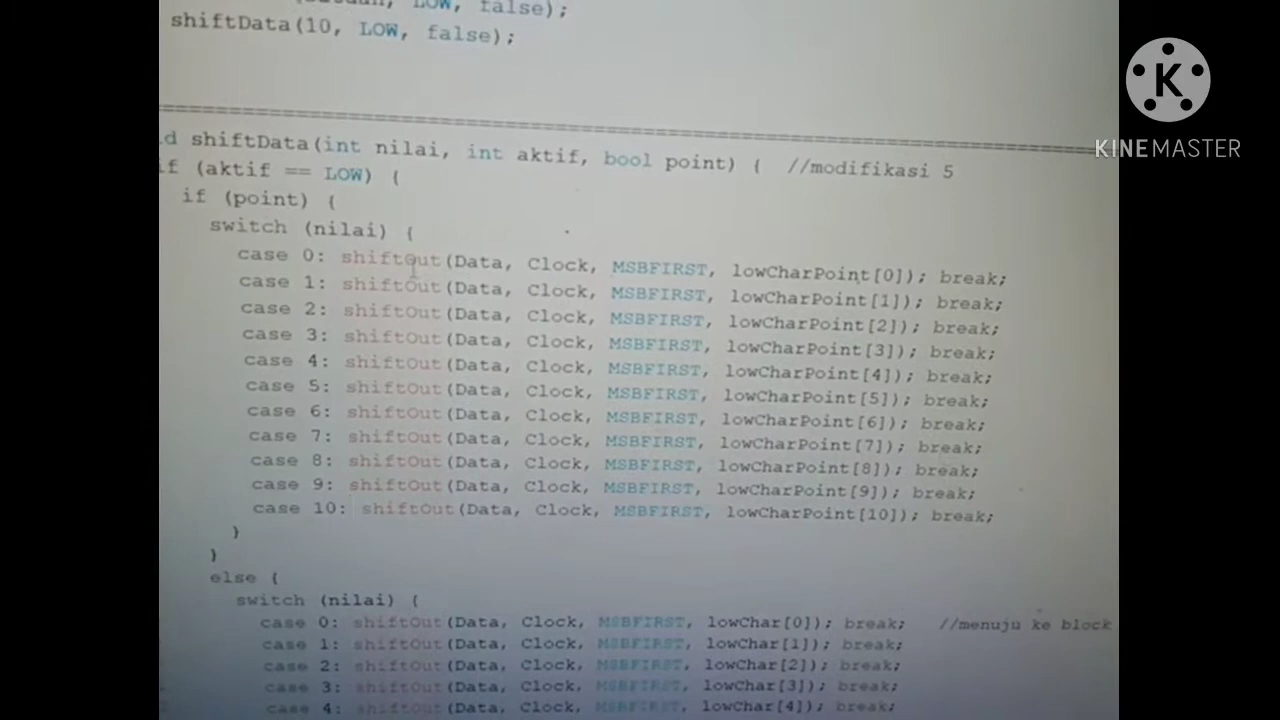 LOW, false);
shiftData(10, LOW, false);
shiftData(int nilai, int aktif, bool point) { //modifikasi 5
if (aktif == LOW) {
if (point) {
switch (nilai) {
case 0: shiftOut(Data, Clock, MSBFIRST, lowCharPoint[0]); break;
case 1: shiftOut(Data, Clock, MSBFIRST, lowCharPoint[1]); break;
case 2: shiftOut(Data, Clock, MSBFIRST, lowCharPoint[2]); break;
case 3: shiftOut(Data, Clock, MSBFIRST, lowCharPoint[3]); break;
case 4: shiftOut(Data, Clock, MSBFIRST, lowCharPoint[4]); break;
case 5: shiftOut(Data, Clock, MSBFIRST, lowCharPoint[5]); break;
case 6: shiftOut(Data, Clock, MSBFIRST, lowCharPoint[6]); break;
case 7: shiftOut(Data, Clock, MSBFIRST, lowCharPoint[7]); break;
case 8: shiftOut(Data, Clock, MSBFIRST, lowCharPoint[8]); break;
case 9: shiftOut(Data, Clock, MSBFIRST, lowCharPoint[9]); break;
case 10: shiftOut(Data, Clock, MSBFIRST, lowCharPoint[10]); break;
}
}
else {
switch (nilai) {
case 0: shiftOut(Data, Clock, MSBFIRST, lowChar[0]); break; //menuju ke block
case 1: shiftOut(Data, Clock, MSBFIRST, lowChar[1]); break;
case 2: shiftOut(Data, Clock, MSBFIRST, lowChar[2]); break;
case 3: shiftOut(Data, Clock, MSBFIRST, lowChar[3]); break;
case 4: shiftOut(Data, Clock, MSBFIRST, lowChar[4]); break;
K
KINEMASTER